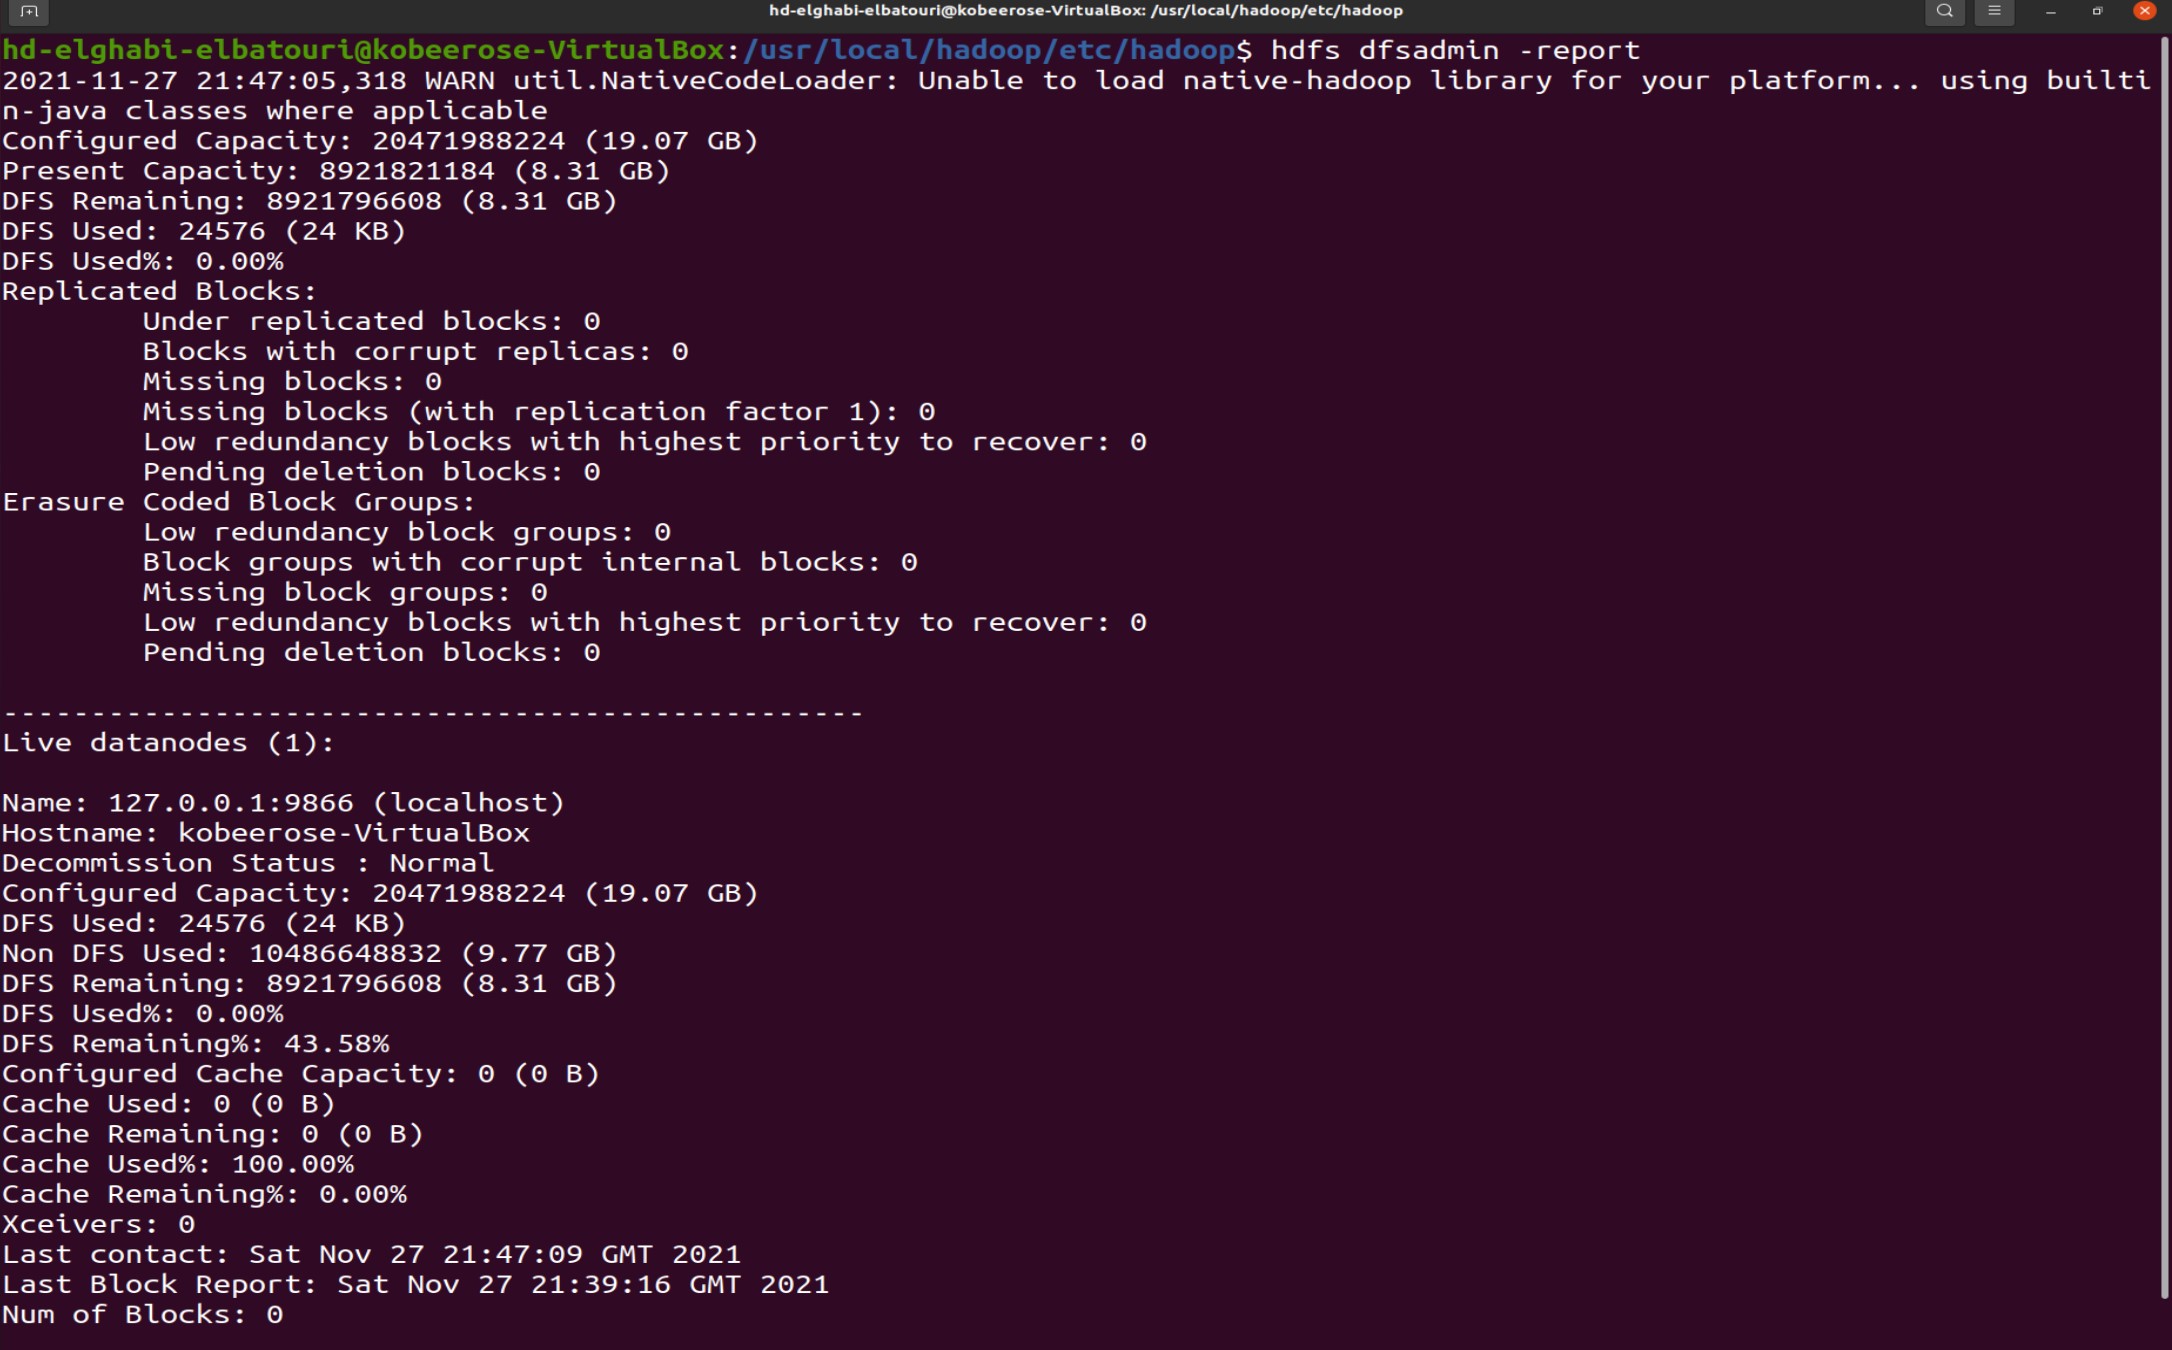 hd-elghabi-elbatouri@kobeerose-VirtualBox: /usr/local/hadoop/etc/hadoop
hd-elghabi-elbatouri@kobeerose-VirtualBox:/usr/local/hadoop/etc/hadoop$ hdfs dfsadmin -report
2021-11-27 21:47:05,318 WARN util.NativeCodeLoader: Unable to load native-hadoop library for your platform... using builti
n-java classes where applicable
Configured Capacity: 20471988224 (19.07 GB)
Present Capacity: 8921821184 (8.31 GB)
DFS Remaining: 8921796608 (8.31 GB)
DFS Used: 24576 (24 KB)
DFS Used%: 0.00%
Replicated Blocks:
Under replicated blocks: 0
Blocks with corrupt replicas: 0
Missing blocks: 0
Missing blocks (with replication factor 1): 0
Low redundancy blocks with highest priority to recover: 0
Pending deletion blocks: 0
Erasure Coded Block Groups:
Low redundancy block groups: 0
Block groups with corrupt internal blocks: 0
Missing block groups: 0
Low redundancy blocks with highest priority to recover: 0
Pending deletion blocks: 0
-------------------------------------------------
Live datanodes (1):
Name: 127.0.0.1:9866 (localhost)
Hostname: kobeerose-VirtualBox
Decommission Status : Normal
Configured Capacity: 20471988224 (19.07 GB)
DFS Used: 24576 (24 KB)
Non DFS Used: 10486648832 (9.77 GB)
DFS Remaining: 8921796608 (8.31 GB)
DFS Used%: 0.00%
DFS Remaining%: 43.58%
Configured Cache Capacity: 0 (0 B)
Cache Used: 0 (0 B)
Cache Remaining: 0 (0 B)
Cache Used%: 100.00%
Cache Remaining%: 0.00%
Xceivers: 0
Last contact: Sat Nov 27 21:47:09 GMT 2021
Last Block Report: Sat Nov 27 21:39:16 GMT 2021
Num of Blocks: 0